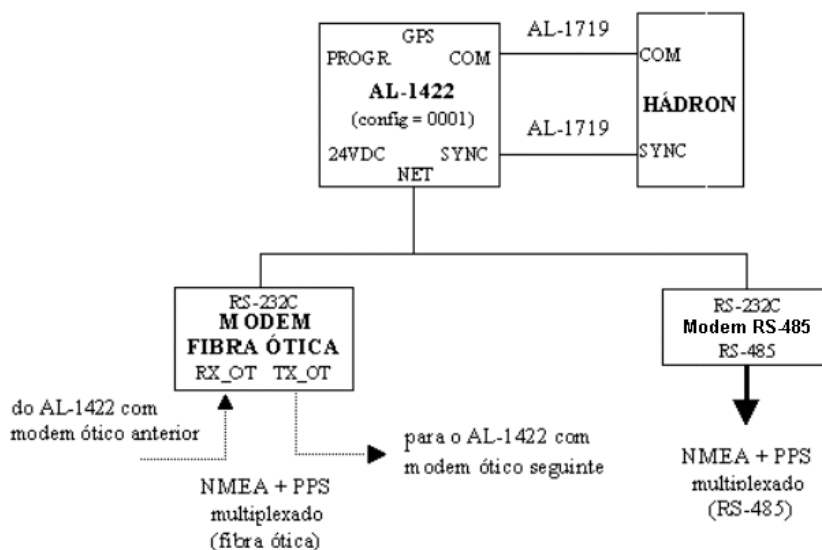 GPS
PROGR. COM
AL-1422
(config = 0001)
24VDC SYNC
NET
AL-1719
AL-1719
COM
HÁDRON
SYNC
RS-232C
MODEM
FIBRA ÓTICA
RX_OT TX_OT
RS-232C
Modem RS-485
RS-485
do AL-1422 com
modem ótico anterior
para o AL-1422 com
modem ótico seguinte
NMEA + PPS
multiplexado
(fibra ótica)
NMEA + PPS
multiplexado
(RS-485)